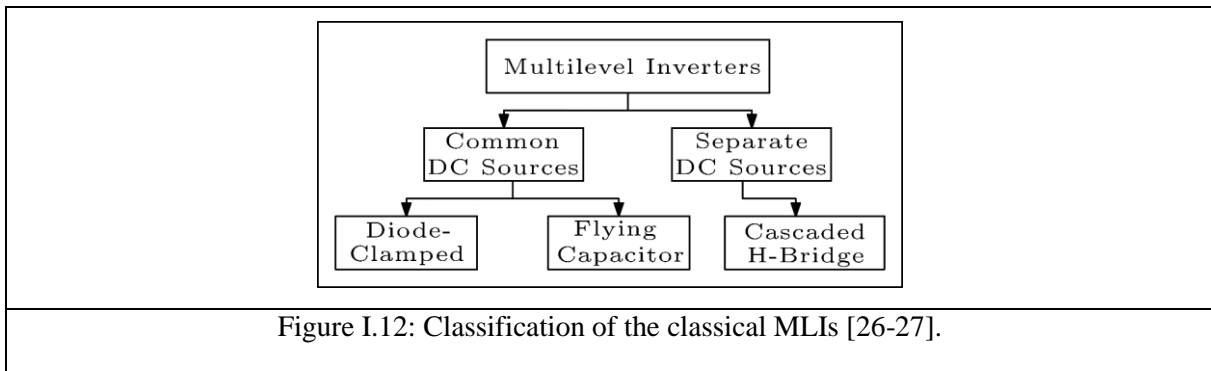 Multilevel Inverters
Common
DC Sources
Separate
DC Sources
Diode-
Clamped
Flying
Capacitor
Cascaded
H-Bridge
Figure I.12: Classification of the classical MLIs [26-27].